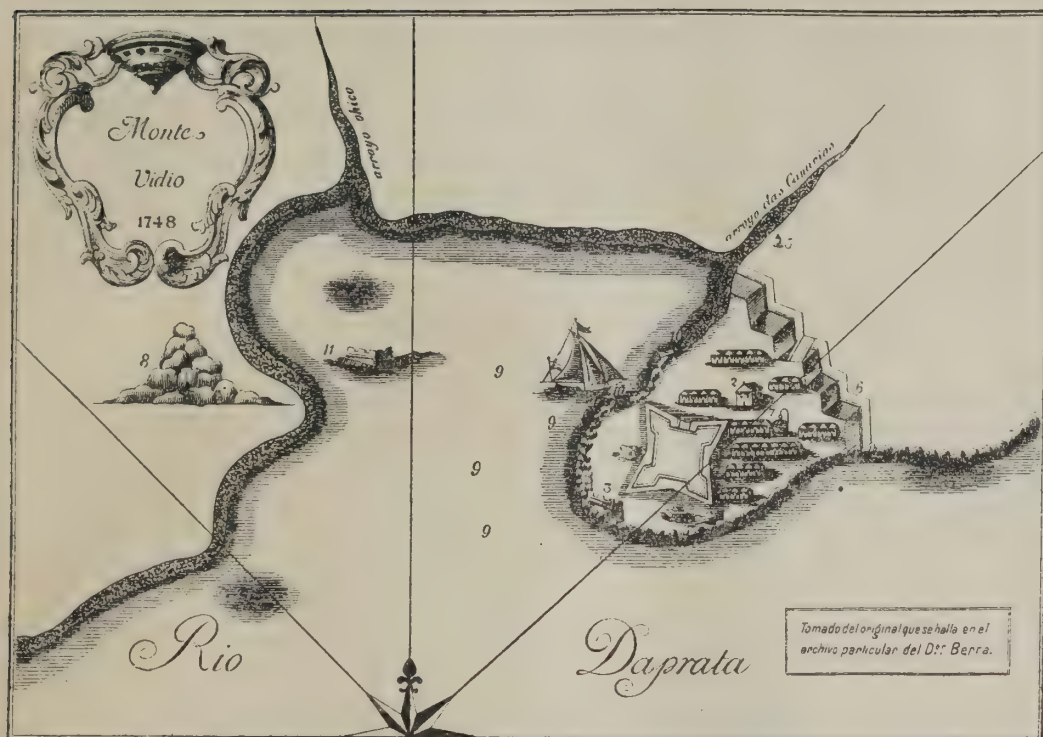 Monte
Vidio
1748
arroyo chico
arroyo das Canarias
8
11
9
9
9
9
2
6
7
3
Rio
Daprata
Tomado del original que se halla en el
archivo particular del Dor. Berra.